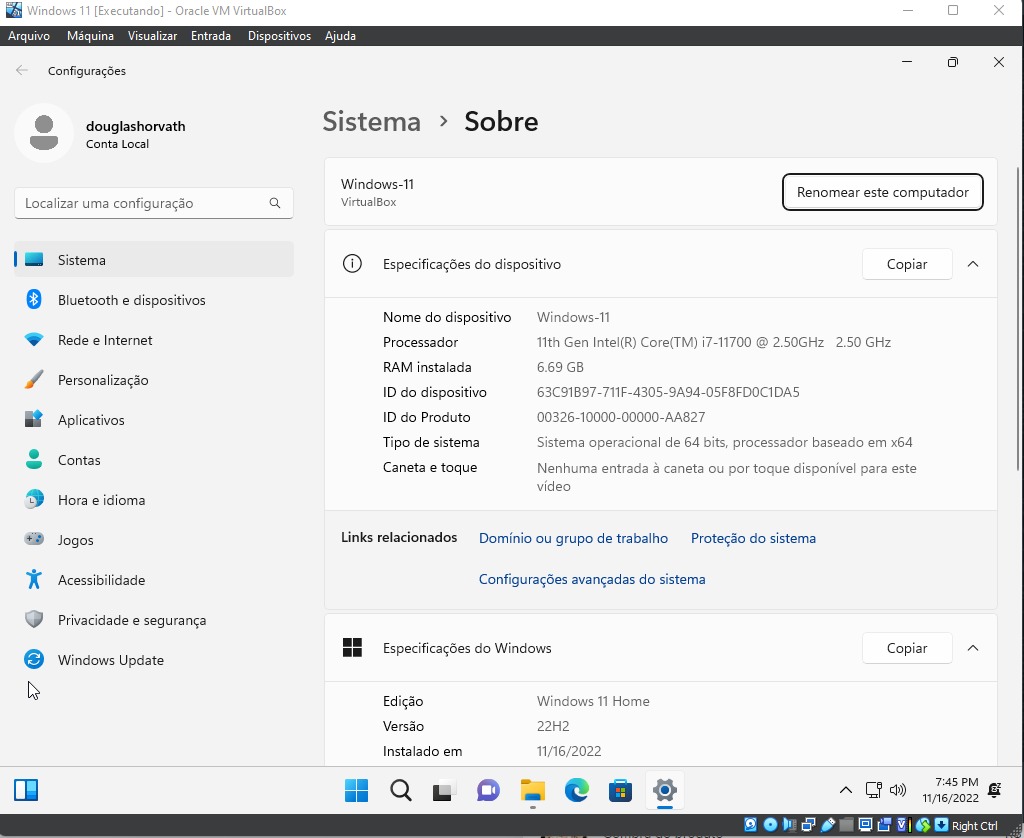 Windows 11 [Executando] - Oracle VM VirtualBox
Arquivo Máquina Visualizar Entrada Dispositivos Ajuda
Configurações
douglashorvath
Conta Local
Localizar uma configuração
Sistema
Bluetooth e dispositivos
Rede e Internet
Personalização
Aplicativos
Contas
Hora e idioma
Jogos
Acessibilidade
Privacidade e segurança
Windows Update
Sistema > Sobre
Windows-11
VirtualBox
Renomear este computador
Especificações do dispositivo
Copiar
Nome do dispositivo Windows-11
Processador 11th Gen Intel(R) Core(TM) i7-11700 @ 2.50GHz 2.50 GHz
RAM instalada 6.69 GB
ID do dispositivo 63C91B97-711F-4305-9A94-05F8FD0C1DA5
ID do Produto 00326-10000-00000-AA827
Tipo de sistema Sistema operacional de 64 bits, processador baseado em x64
Caneta e toque Nenhuma entrada à caneta ou por toque disponível para este
vídeo
Links relacionados Domínio ou grupo de trabalho Proteção do sistema
Configurações avançadas do sistema
Especificações do Windows
Copiar
Edição Windows 11 Home
Versão 22H2
Instalado em 11/16/2022
7:45 PM
11/16/2022
Right Ctrl